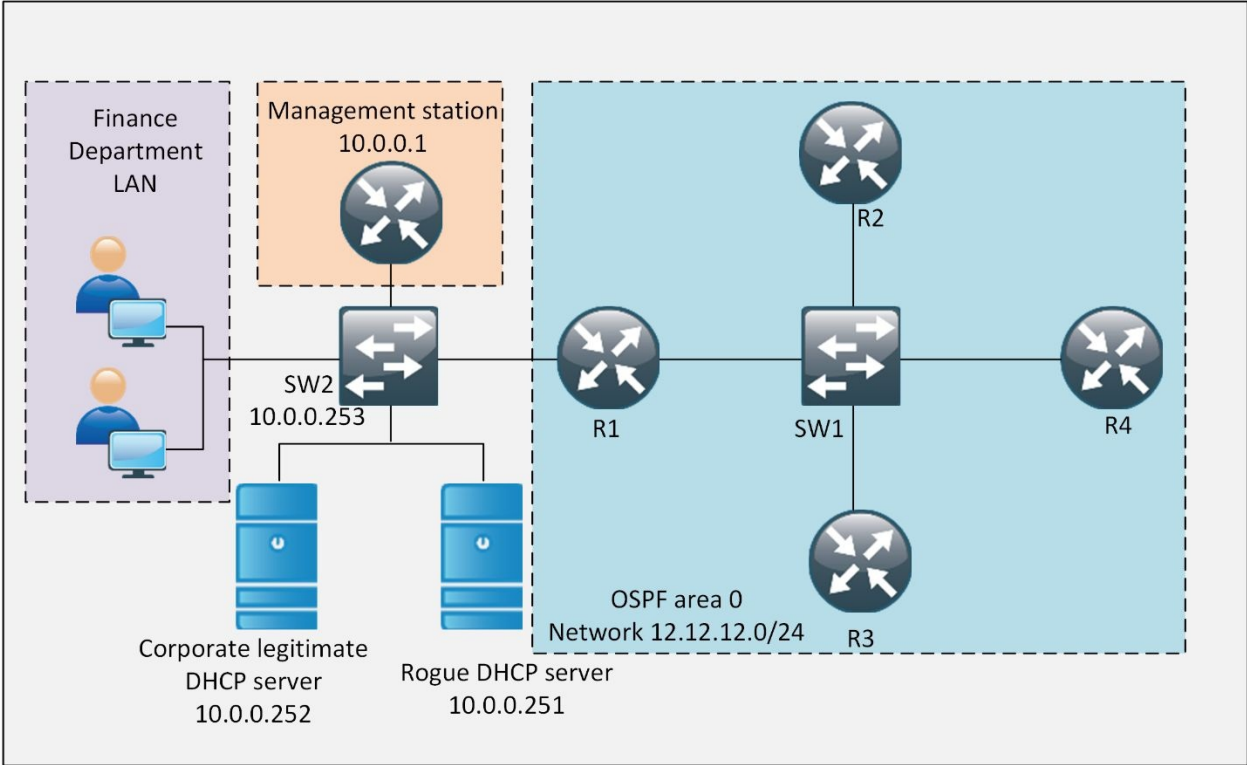 Finance
Department
LAN
Management station
10.0.0.1
R2
SW2
10.0.0.253
R1
SW1
R4
Corporate legitimate
DHCP server
10.0.0.252
Rogue DHCP server
10.0.0.251
OSPF area 0
Network 12.12.12.0/24
R3